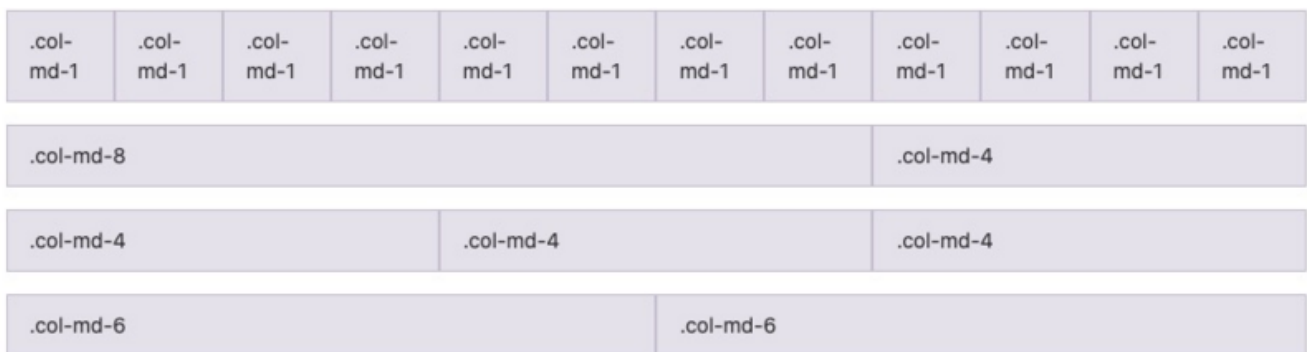 .col- .col- .col- .col- .col- .col- .col- .col- .col- .col- .col- .col-
md-1 md-1 md-1 md-1 md-1 md-1 md-1 md-1 md-1 md-1 md-1 md-1
.col-md-8 .col-md-4
.col-md-4 .col-md-4 .col-md-4
.col-md-6 .col-md-6